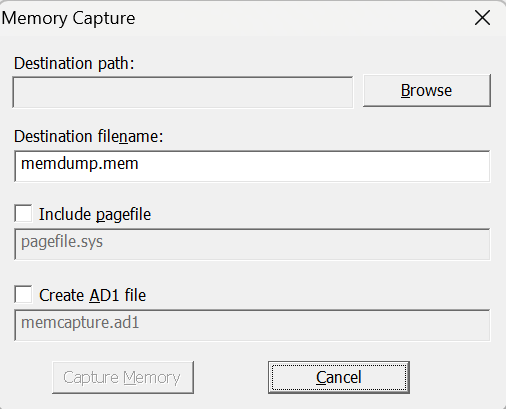 Memory Capture
Destination path:
Browse
Destination filename:
memdump.mem
Include pagefile
pagefile.sys
Create AD1 file
memcapture.ad1
Capture Memory Cancel